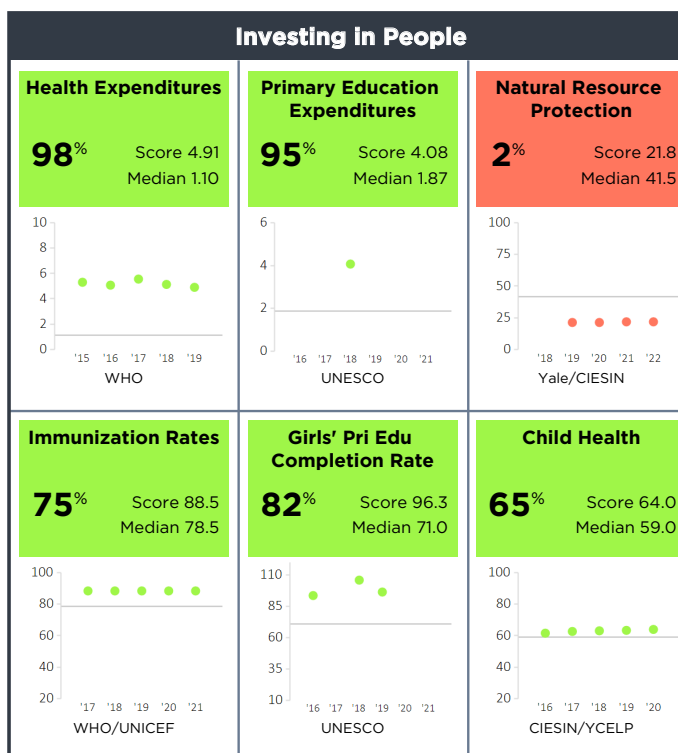 Investing in People
Health Expenditures
98%
Score 4.91
Median 1.10
10
8
6
4
2
0
'15 '16 '17 '18 '19
WHO
Primary Education
Expenditures
95%
Score 4.08
Median 1.87
6
4
2
0
'16 '17 '18 '19 '20 '21
UNESCO
Natural Resource
Protection
2%
Score 21.8
Median 41.5
100
75
50
25
0
'18 '19 '20 '21 '22
Yale/CIESIN
Immunization Rates
75%
Score 88.5
Median 78.5
100
80
60
40
20
'17 '18 '19 '20 '21
WHO/UNICEF
Girls' Pri Edu
Completion Rate
82%
Score 96.3
Median 71.0
110
85
60
35
10
'16 '17 '18 '19 '20 '21
UNESCO
Child Health
65%
Score 64.0
Median 59.0
100
80
60
40
20
'16 '17 '18 '19 '20
CIESIN/YCELP